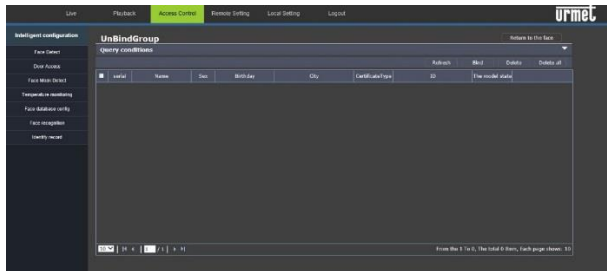 Live Playback Access Control Remote Setting Local Setting Logout urmet
Intelligent configuration
Face Detect
Door Access
Face Mask Detect
Temperature monitoring
Face database config
Face recognition
Identify record
UnBindGroup Return to the face
Query conditions
Refresh Bind Delete Delete all
serial Name Sex Birthday City CertificateType ID The model state
10 1 / 1 From the 1 To 0, The total 0 Item, Each page shows: 10